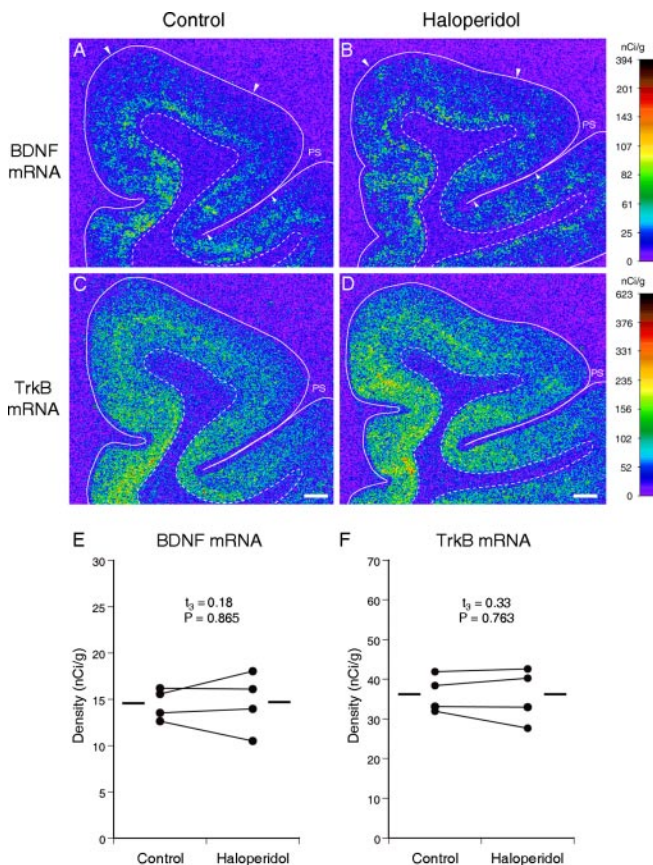 Control
Haloperidol
A
B
nCi/g
394
201
143
107
82
61
25
0
BDNF
mRNA
PS
PS
C
D
nCi/g
623
376
331
235
156
102
52
0
TrkB
mRNA
PS
PS
E
BDNF mRNA
30
25
20
15
10
5
0
Density (nCi/g)
t3 = 0.18
P = 0.865
Control
Haloperidol
F
TrkB mRNA
70
60
50
40
30
20
10
0
Density (nCi/g)
t3 = 0.33
P = 0.763
Control
Haloperidol